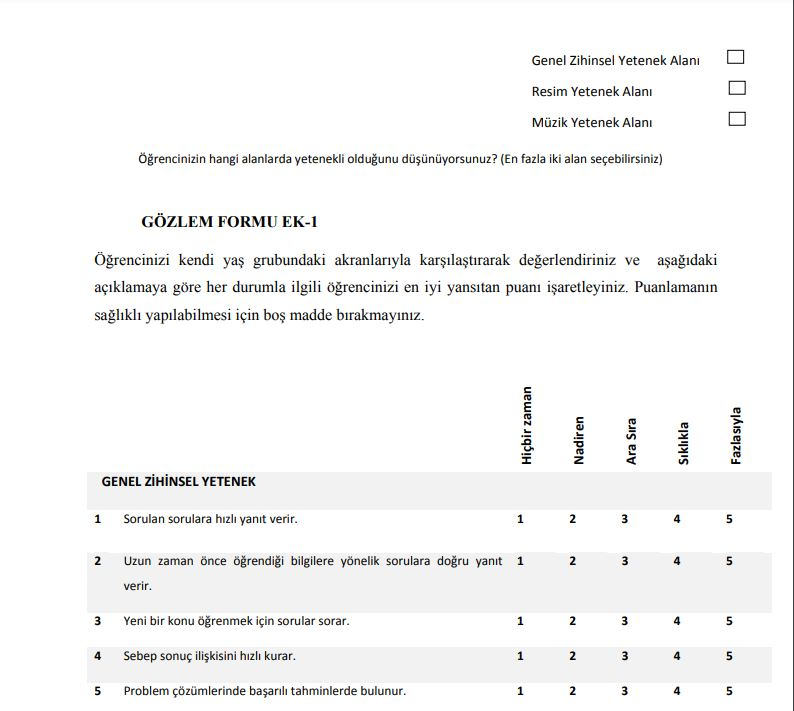 Genel Zihinsel Yetenek Alanı
Resim Yetenek Alanı
Müzik Yetenek Alanı
Öğrencinizin hangi alanlarda yetenekli olduğunu düşünüyorsunuz? (En fazla iki alan seçebilirsiniz)
GÖZLEM FORMU EK-1
Öğrencinizi kendi yaş grubundaki akranlarıyla karşılaştırarak değerlendiriniz ve aşağıdaki
açıklamaya göre her durumla ilgili öğrencinizi en iyi yansıtan puanı işaretleyiniz. Puanlamanın
sağlıklı yapılabilmesi için boş madde bırakmayınız.
Hiçbir zaman
Nadiren
Ara Sıra
Sıklıkla
Fazlasıyla
GENEL ZİHİNSEL YETENEK
1 Sorulan sorulara hızlı yanıt verir. 1 2 3 4 5
2 Uzun zaman önce öğrendiği bilgilere yönelik sorulara doğru yanıt 1 2 3 4 5
verir.
3 Yeni bir konu öğrenmek için sorular sorar. 1 2 3 4 5
4 Sebep sonuç ilişkisini hızlı kurar. 1 2 3 4 5
5 Problem çözümlerinde başarılı tahminlerde bulunur. 1 2 3 4 5